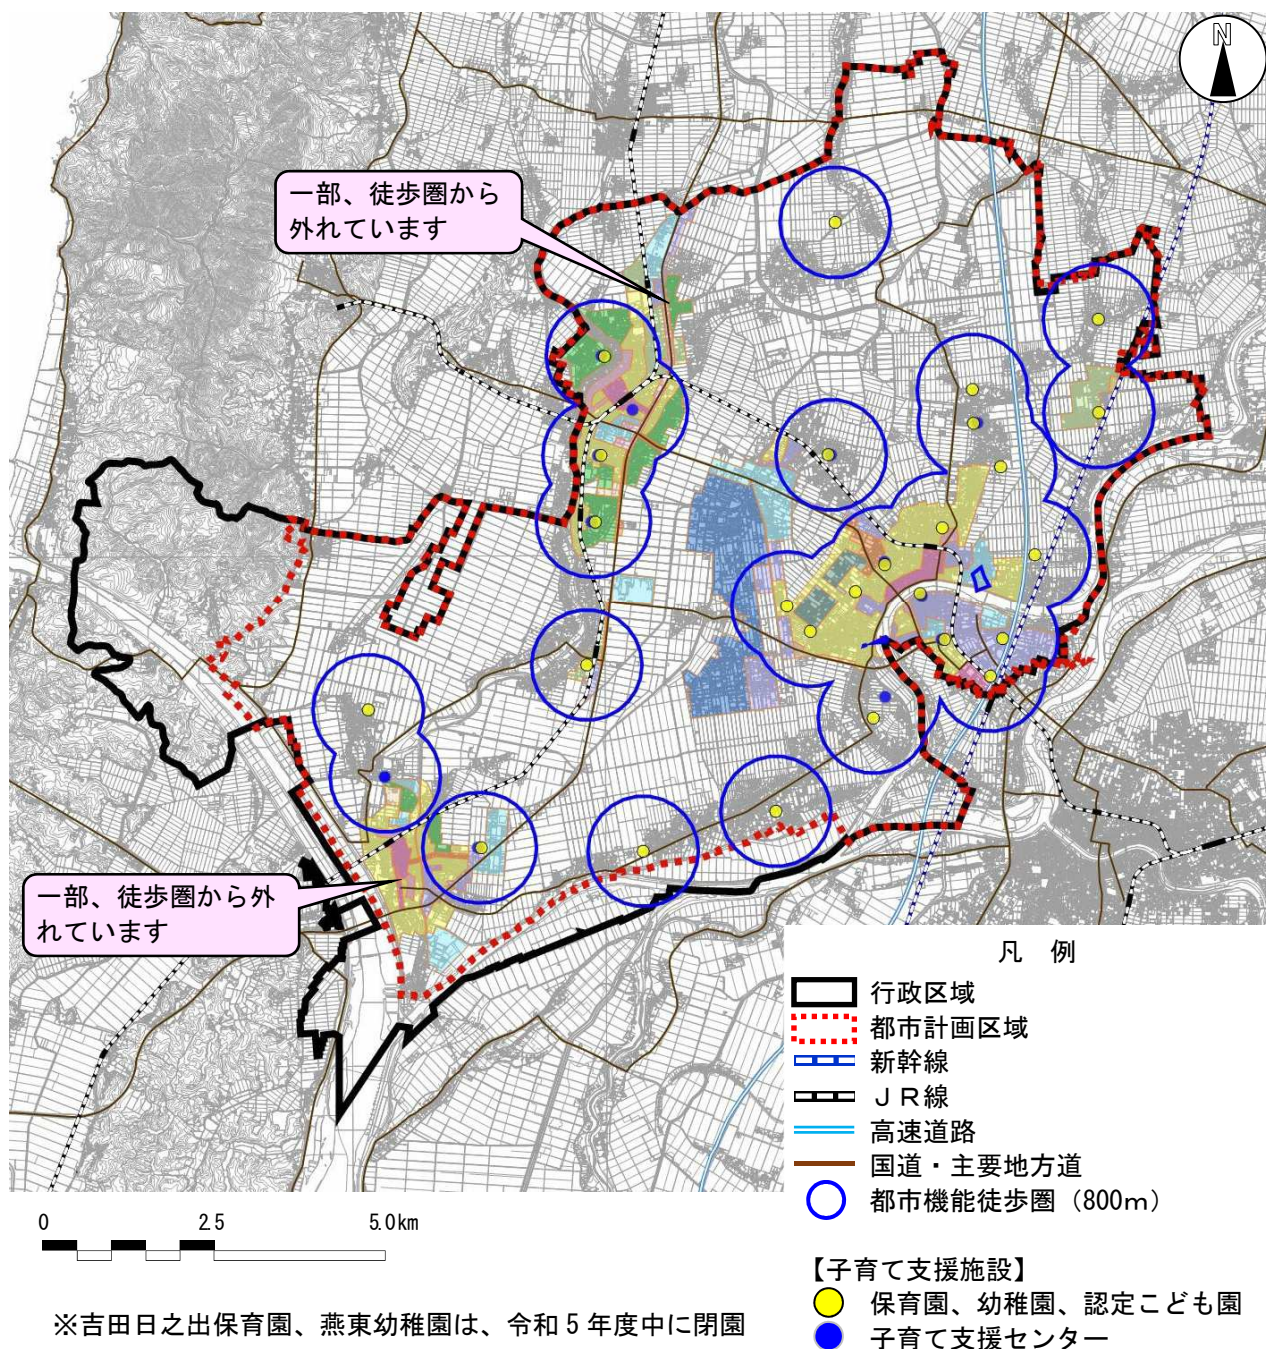 N
一部、徒歩圏から
外れています
一部、徒歩圏から外
れています
凡 例
行政区域
都市計画区域
新幹線
JR線
高速道路
国道・主要地方道
都市機能徒歩圏（800m）
0 2.5 5.0km
【子育て支援施設】
保育園、幼稚園、認定こども園
子育て支援センター
※吉田日之出保育園、燕東幼稚園は、令和5年度中に閉園